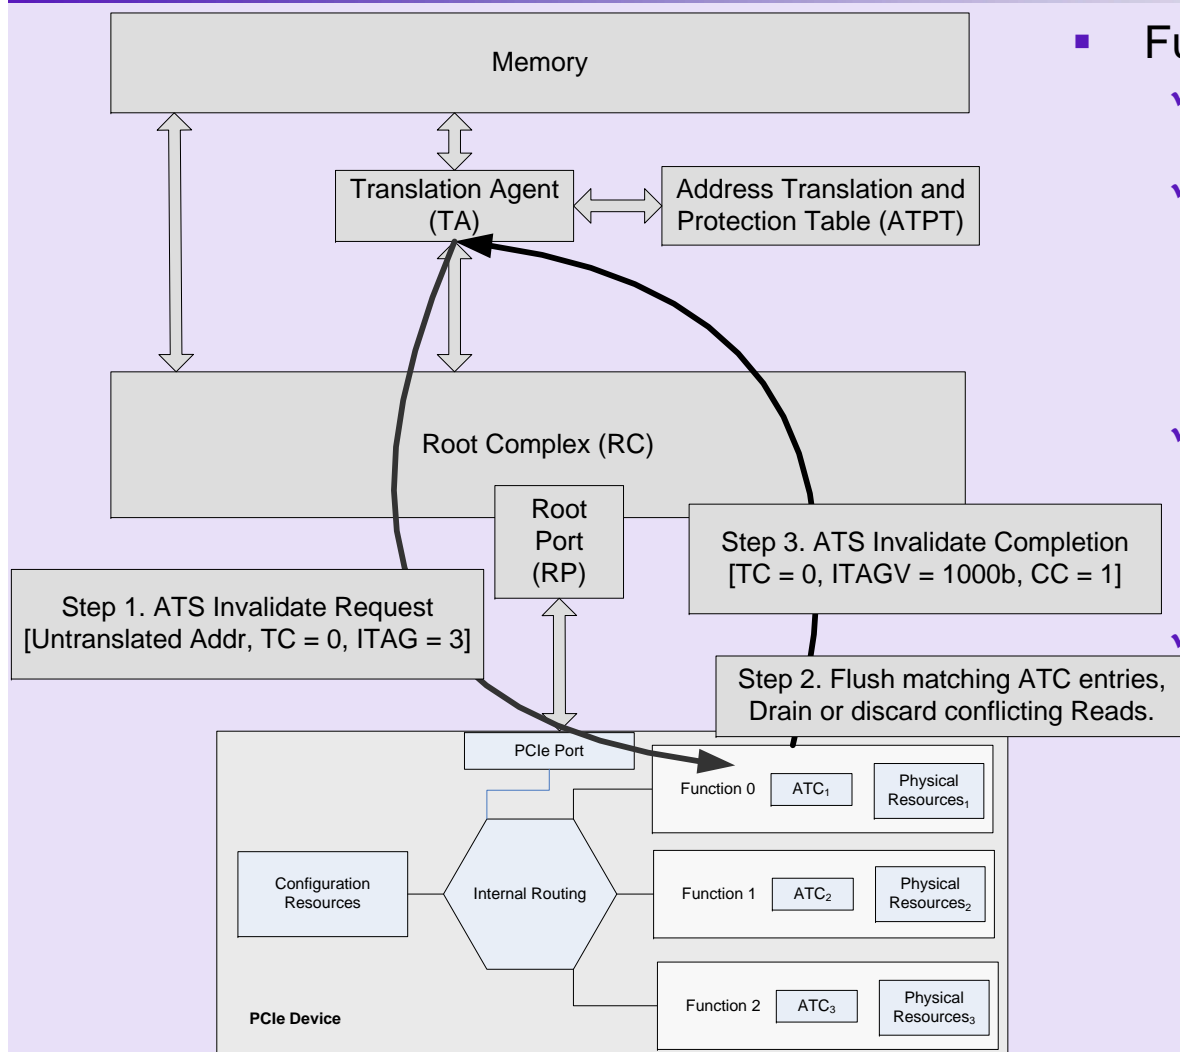 Memory
Translation Agent
(TA)
Address Translation and
Protection Table (ATPT)
Root Complex (RC)
Root
Port
(RP)
Step 3. ATS Invalidate Completion
[TC = 0, ITAGV = 1000b, CC = 1]
Step 1. ATS Invalidate Request
[Untranslated Addr, TC = 0, ITAG = 3]
Step 2. Flush matching ATC entries,
Drain or discard conflicting Reads.
PCIe Port
Function 0
ATC₁
Physical
Resources₁
Configuration
Resources
Internal Routing
Function 1
ATC₂
Physical
Resources₂
Function 2
ATC₃
Physical
Resources₃
PCIe Device